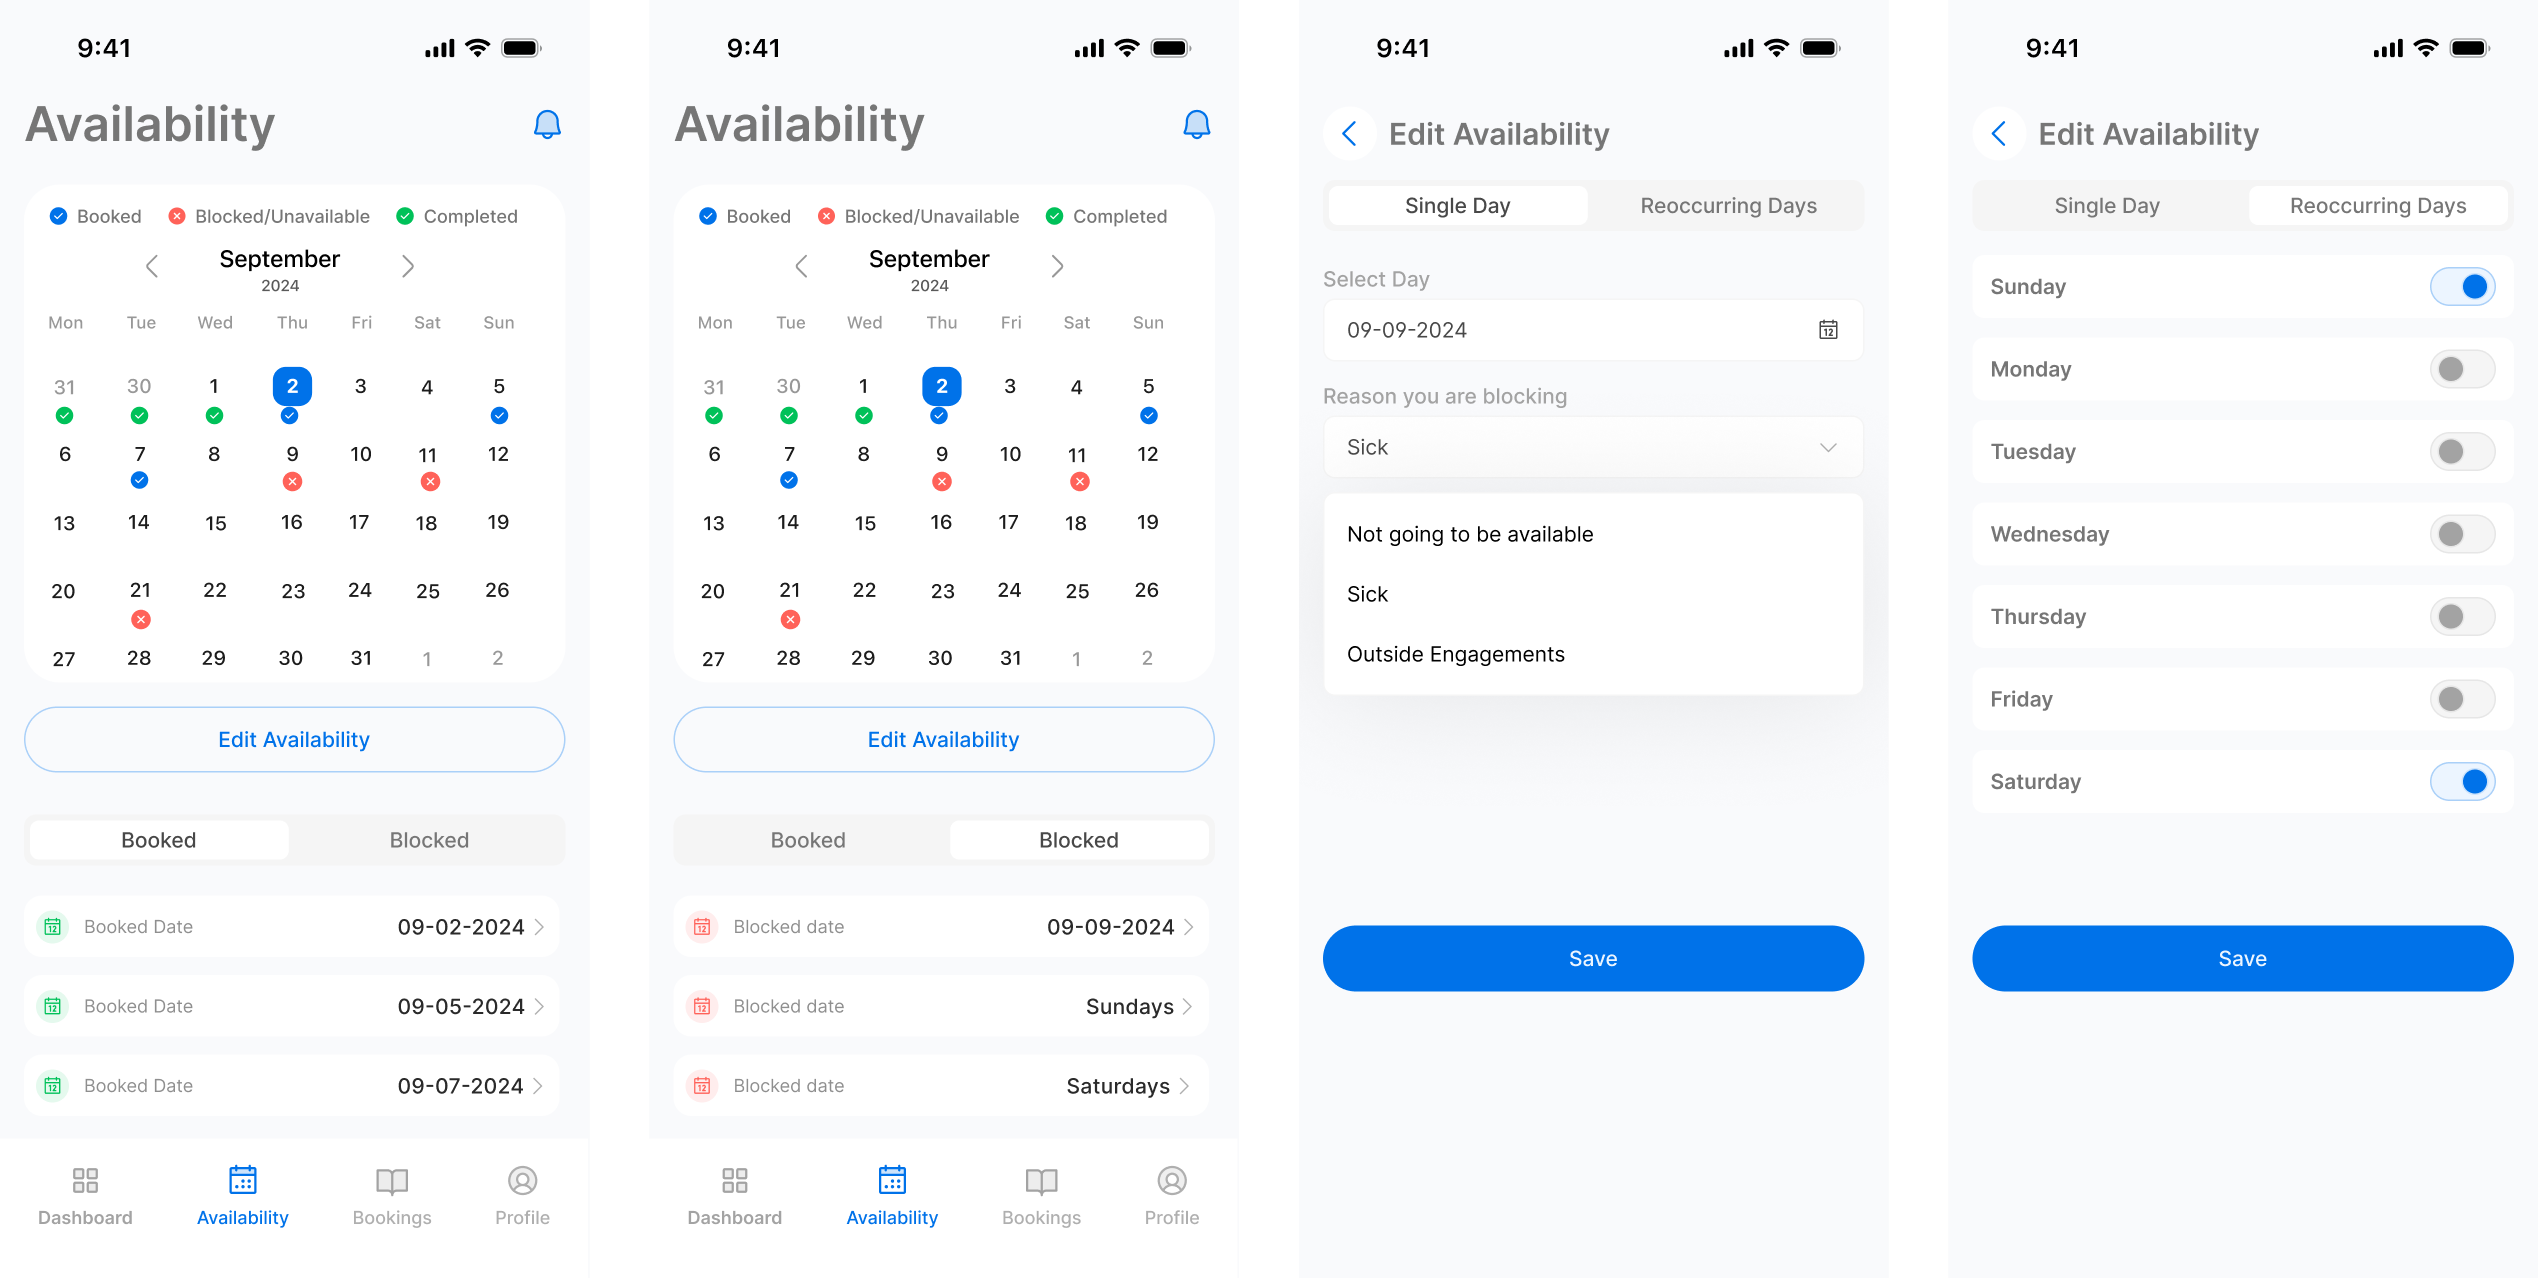 9:41
Availability
Booked Blocked/Unavailable Completed
September
2024
Mon Tue Wed Thu Fri Sat Sun
31 30 1 2 3 4 5
6 7 8 9 10 11 12
13 14 15 16 17 18 19
20 21 22 23 24 25 26
27 28 29 30 31 1 2
Edit Availability
Booked Blocked
12 Booked Date 09-02-2024
12 Booked Date 09-05-2024
12 Booked Date 09-07-2024
Dashboard Availability Bookings Profile
9:41
Availability
Booked Blocked/Unavailable Completed
September
2024
Mon Tue Wed Thu Fri Sat Sun
31 30 1 2 3 4 5
6 7 8 9 10 11 12
13 14 15 16 17 18 19
20 21 22 23 24 25 26
27 28 29 30 31 1 2
Edit Availability
Booked Blocked
12 Blocked date 09-09-2024
12 Blocked date Sundays
12 Blocked date Saturdays
Dashboard Availability Bookings Profile
9:41
Edit Availability
Single Day Reoccurring Days
Select Day
09-09-2024 12
Reason you are blocking
Sick
Not going to be available
Sick
Outside Engagements
Save
9:41
Edit Availability
Single Day Reoccurring Days
Sunday
Monday
Tuesday
Wednesday
Thursday
Friday
Saturday
Save